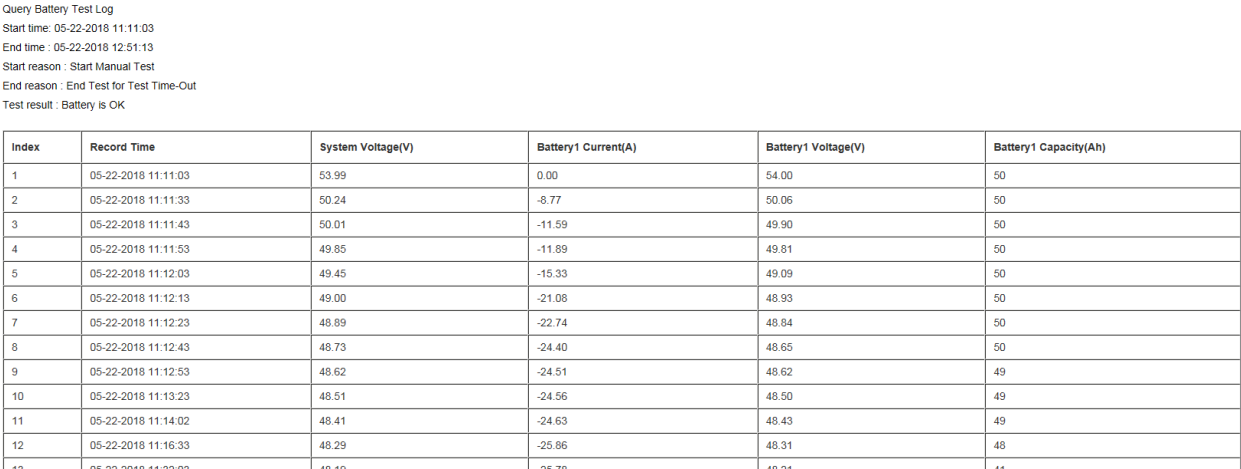 Query Battery Test Log
Start time: 05-22-2018 11:11:03
End time : 05-22-2018 12:51:13
Start reason : Start Manual Test
End reason : End Test for Test Time-Out
Test result : Battery is OK
Index Record Time System Voltage(V) Battery1 Current(A) Battery1 Voltage(V) Battery1 Capacity(Ah)
1 05-22-2018 11:11:03 53.99 0.00 54.00 50
2 05-22-2018 11:11:33 50.24 -8.77 50.06 50
3 05-22-2018 11:11:43 50.01 -11.59 49.90 50
4 05-22-2018 11:11:53 49.85 -11.89 49.81 50
5 05-22-2018 11:12:03 49.45 -15.33 49.09 50
6 05-22-2018 11:12:13 49.00 -21.08 48.93 50
7 05-22-2018 11:12:23 48.89 -22.74 48.84 50
8 05-22-2018 11:12:43 48.73 -24.40 48.65 50
9 05-22-2018 11:12:53 48.62 -24.51 48.62 49
10 05-22-2018 11:13:23 48.51 -24.56 48.50 49
11 05-22-2018 11:14:02 48.41 -24.63 48.43 49
12 05-22-2018 11:16:33 48.29 -25.86 48.31 48